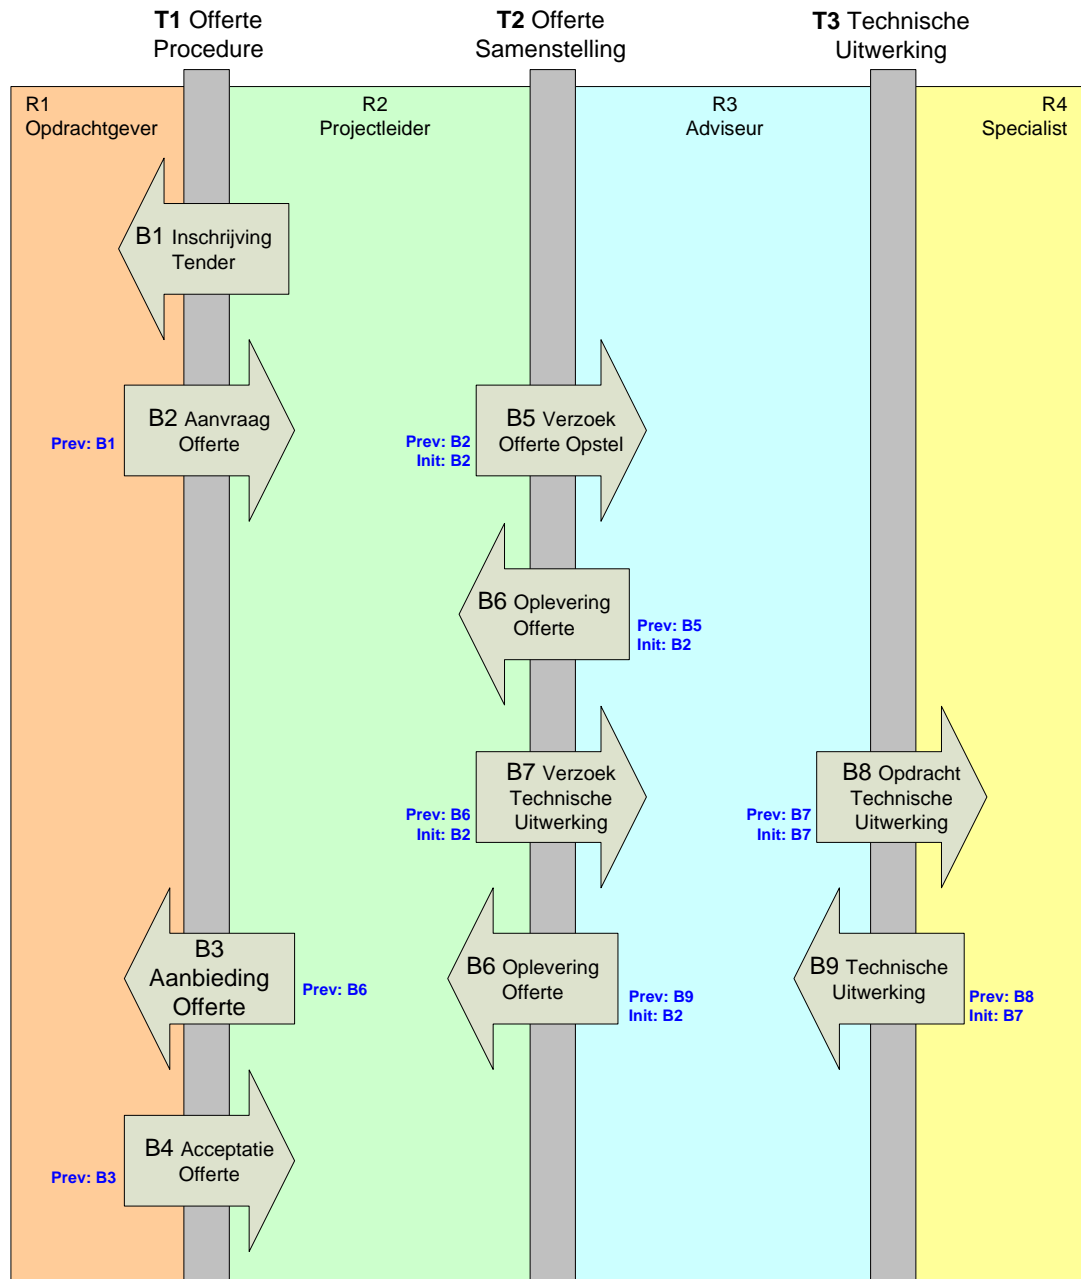 T1 Offerte
Procedure
T2 Offerte
Samenstelling
T3 Technische
Uitwerking
R1
Opdrachtgever
R2
Projectleider
R3
Adviseur
R4
Specialist
B1 Inschrijving
Tender
B2 Aanvraag
Offerte
Prev: B1
B5 Verzoek
Offerte Opstel
Prev: B2
Init: B2
B6 Oplevering
Offerte
Prev: B5
Init: B2
B7 Verzoek
Technische
Uitwerking
Prev: B6
Init: B2
B8 Opdracht
Technische
Uitwerking
Prev: B7
Init: B7
B3
Aanbieding
Offerte
Prev: B6
B6 Oplevering
Offerte
Prev: B9
Init: B2
B9 Technische
Uitwerking
Prev: B8
Init: B7
B4 Acceptatie
Offerte
Prev: B3